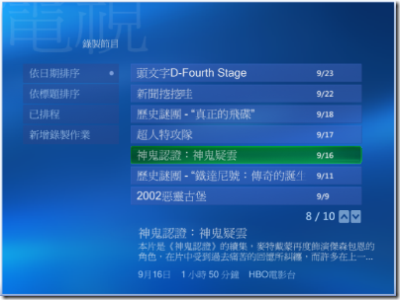 電視
錄製節目
依日期排序
依標題排序
已排程
新增錄製作業
頭文字D-Fourth Stage 9/23
新聞挖挖哇 9/22
歷史謎團 - “真正的飛碟” 9/18
超人特攻隊 9/17
神鬼認證：神鬼疑雲 9/16
歷史謎團 - “鐵達尼號：傳奇的誕生 9/11
2002惡靈古堡 9/9
8 / 10
神鬼認證：神鬼疑雲
本片是《神鬼認證》的續集，麥特戴蒙再度飾演傑森包恩的
角色，在片中受到過去痛苦的回憶所糾纏，而許多在上一...
9月16日 1 小時 50 分鐘 HBO電影台